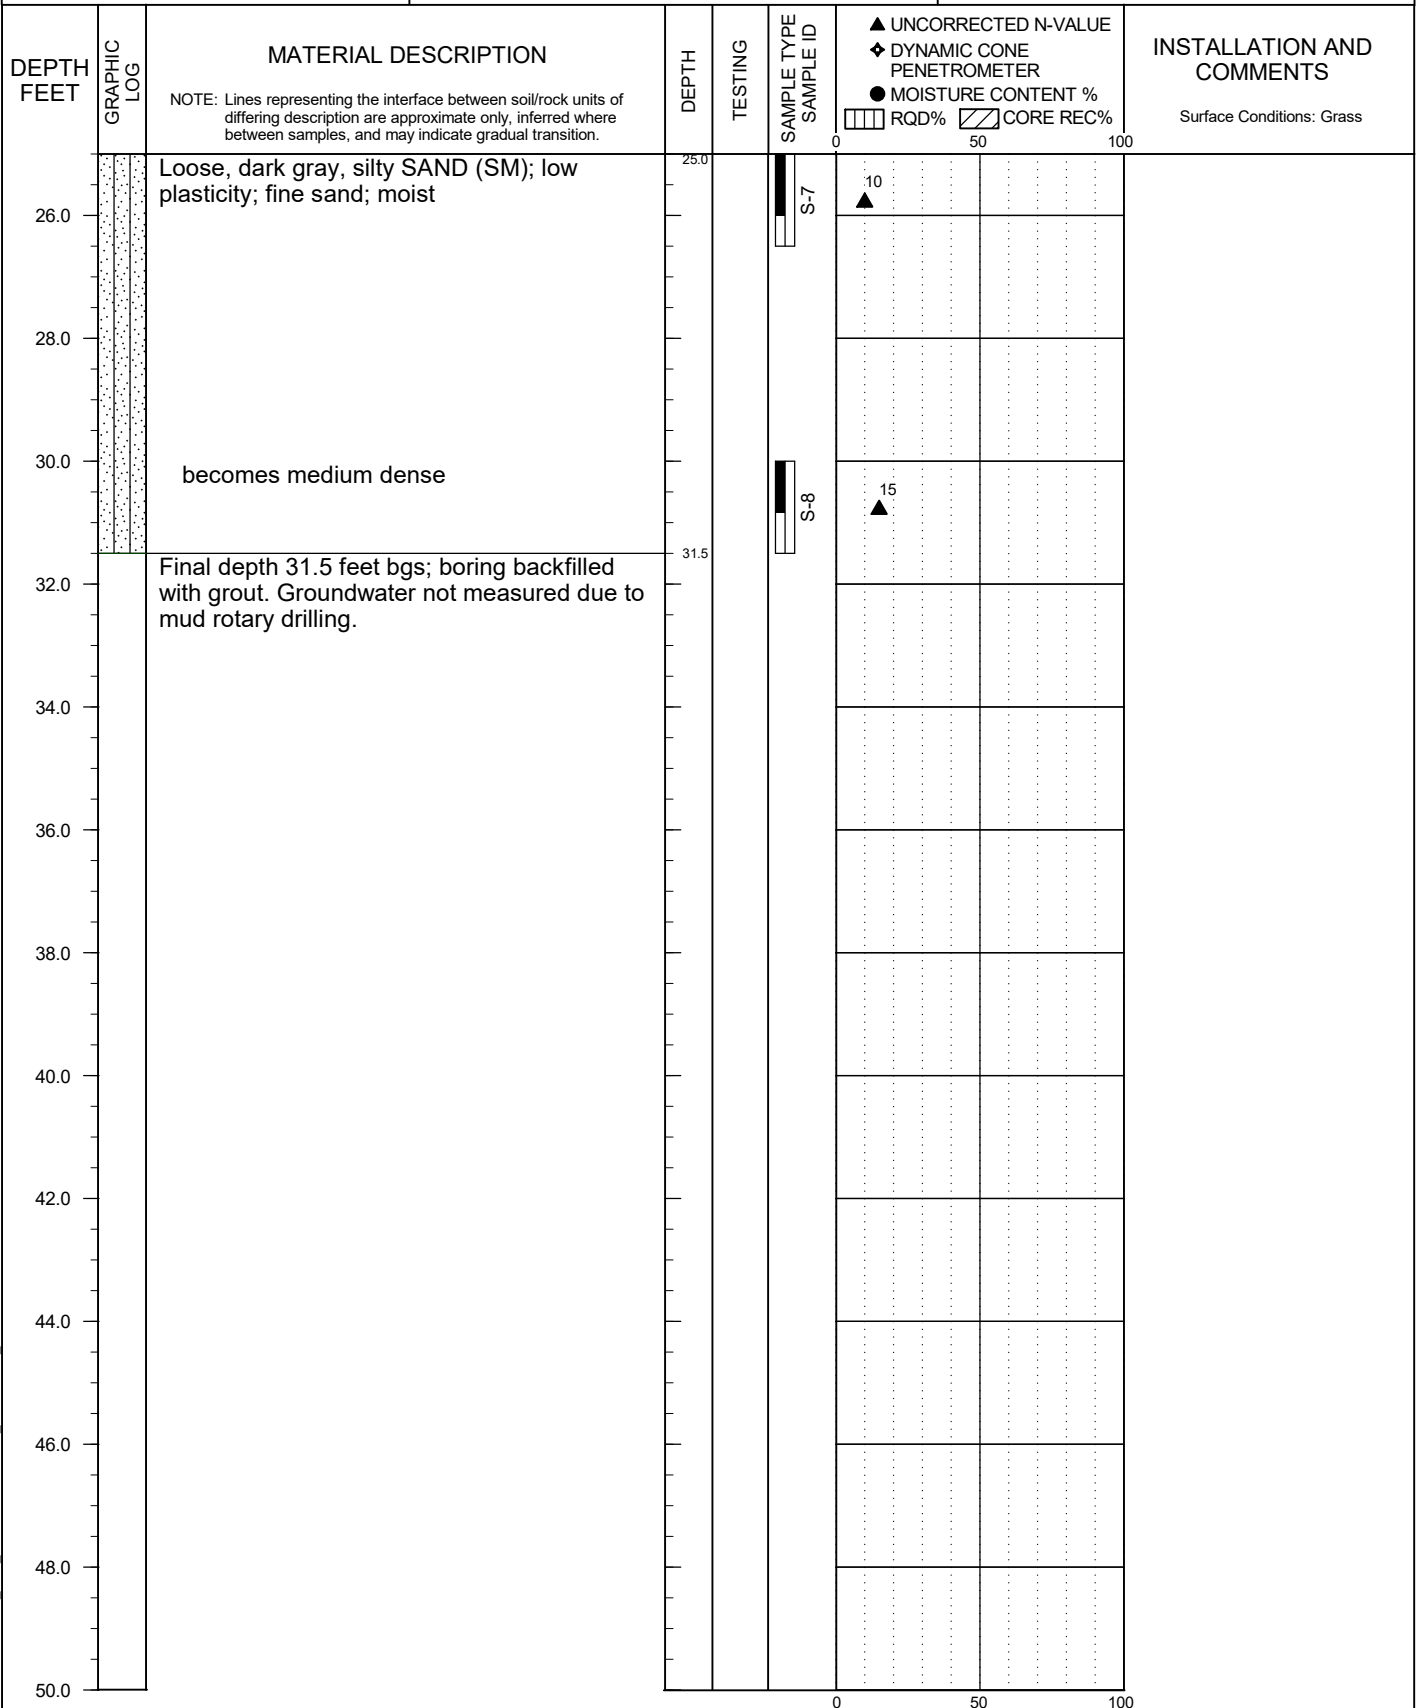 DEPTH
FEET
GRAPHIC
LOG
MATERIAL DESCRIPTION
NOTE: Lines representing the interface between soil/rock units of
differing description are approximate only, inferred where
between samples, and may indicate gradual transition.
DEPTH
TESTING
SAMPLE TYPE
SAMPLE ID
UNCORRECTED N-VALUE
DYNAMIC CONE
PENETROMETER
MOISTURE CONTENT %
RQD% CORE REC%
0 50 100
INSTALLATION AND
COMMENTS
Surface Conditions: Grass
Loose, dark gray, silty SAND (SM); low
plasticity; fine sand; moist
25.0
S-7
10
26.0
28.0
30.0
becomes medium dense
S-8
15
31.5
Final depth 31.5 feet bgs; boring backfilled
with grout. Groundwater not measured due to
mud rotary drilling.
32.0
34.0
36.0
38.0
40.0
42.0
44.0
46.0
48.0
50.0
0 50 100